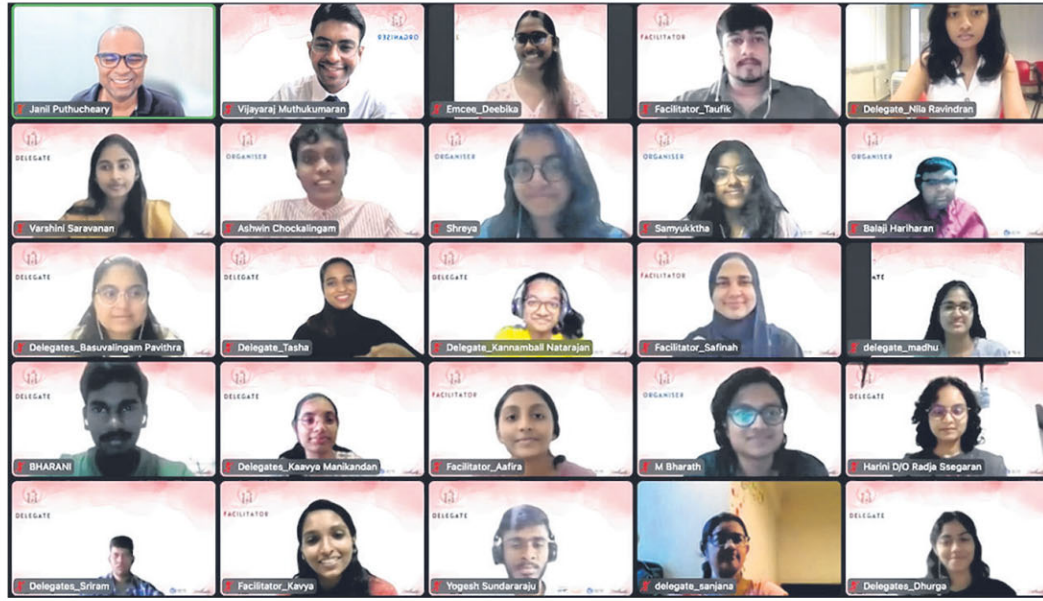 Janil Puthucheary
ORGANISER
Vijayaraj Muthukumaran
Emcee_Deebika
FACILITATOR
Facilitator_Taufik
Delegate_Nila Ravindran
DELEGATE
Varshini Saravanan
ORGANISER
Ashwin Chockalingam
ORGANISER
Shreya
ORGANISER
Samyukktha
ORGANISER
Balaji Hariharan
DELEGATE
Delegates_Basuvalingam Pavithra
DELEGATE
Delegate_Tasha
DELEGATE
Delegate_Kannamball Natarajan
FACILITATOR
Facilitator_Safinah
delegate_madhu
DELEGATE
BHARANI
DELEGATE
Delegates_Kaavya Manikandan
FACILITATOR
Facilitator_Aafira
ORGANISER
M Bharath
DELEGATE
Harini D/O Radja Ssegaran
DELEGATE
Delegates_Sriram
FACILITATOR
Facilitator_Kavya
DELEGATE
Yogesh Sundararaju
delegate_sanjana
DELEGATE
Delegates_Dhurga